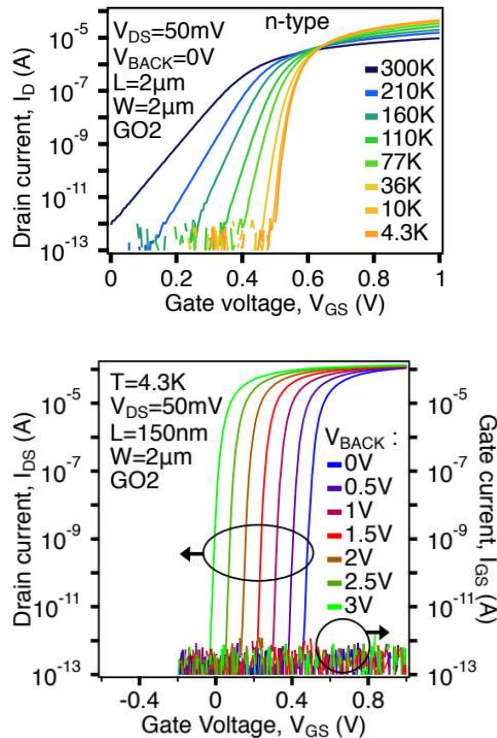 n-type
V_DS=50mV
V_BACK=0V
L=2µm
W=2µm
GO2
300K
210K
160K
110K
77K
36K
10K
4.3K
Drain current, I_D (A)
10^-5
10^-7
10^-9
10^-11
10^-13
0
0.2
0.4
0.6
0.8
1
Gate voltage, V_GS (V)
T=4.3K
V_DS=50mV
L=150nm
W=2µm
GO2
V_BACK :
0V
0.5V
1V
1.5V
2V
2.5V
3V
Drain current, I_DS (A)
10^-5
10^-7
10^-9
10^-11
10^-13
Gate current, I_GS (A)
10^-5
10^-7
10^-9
10^-11
10^-13
-0.4
0
0.4
0.8
Gate Voltage, V_GS (V)